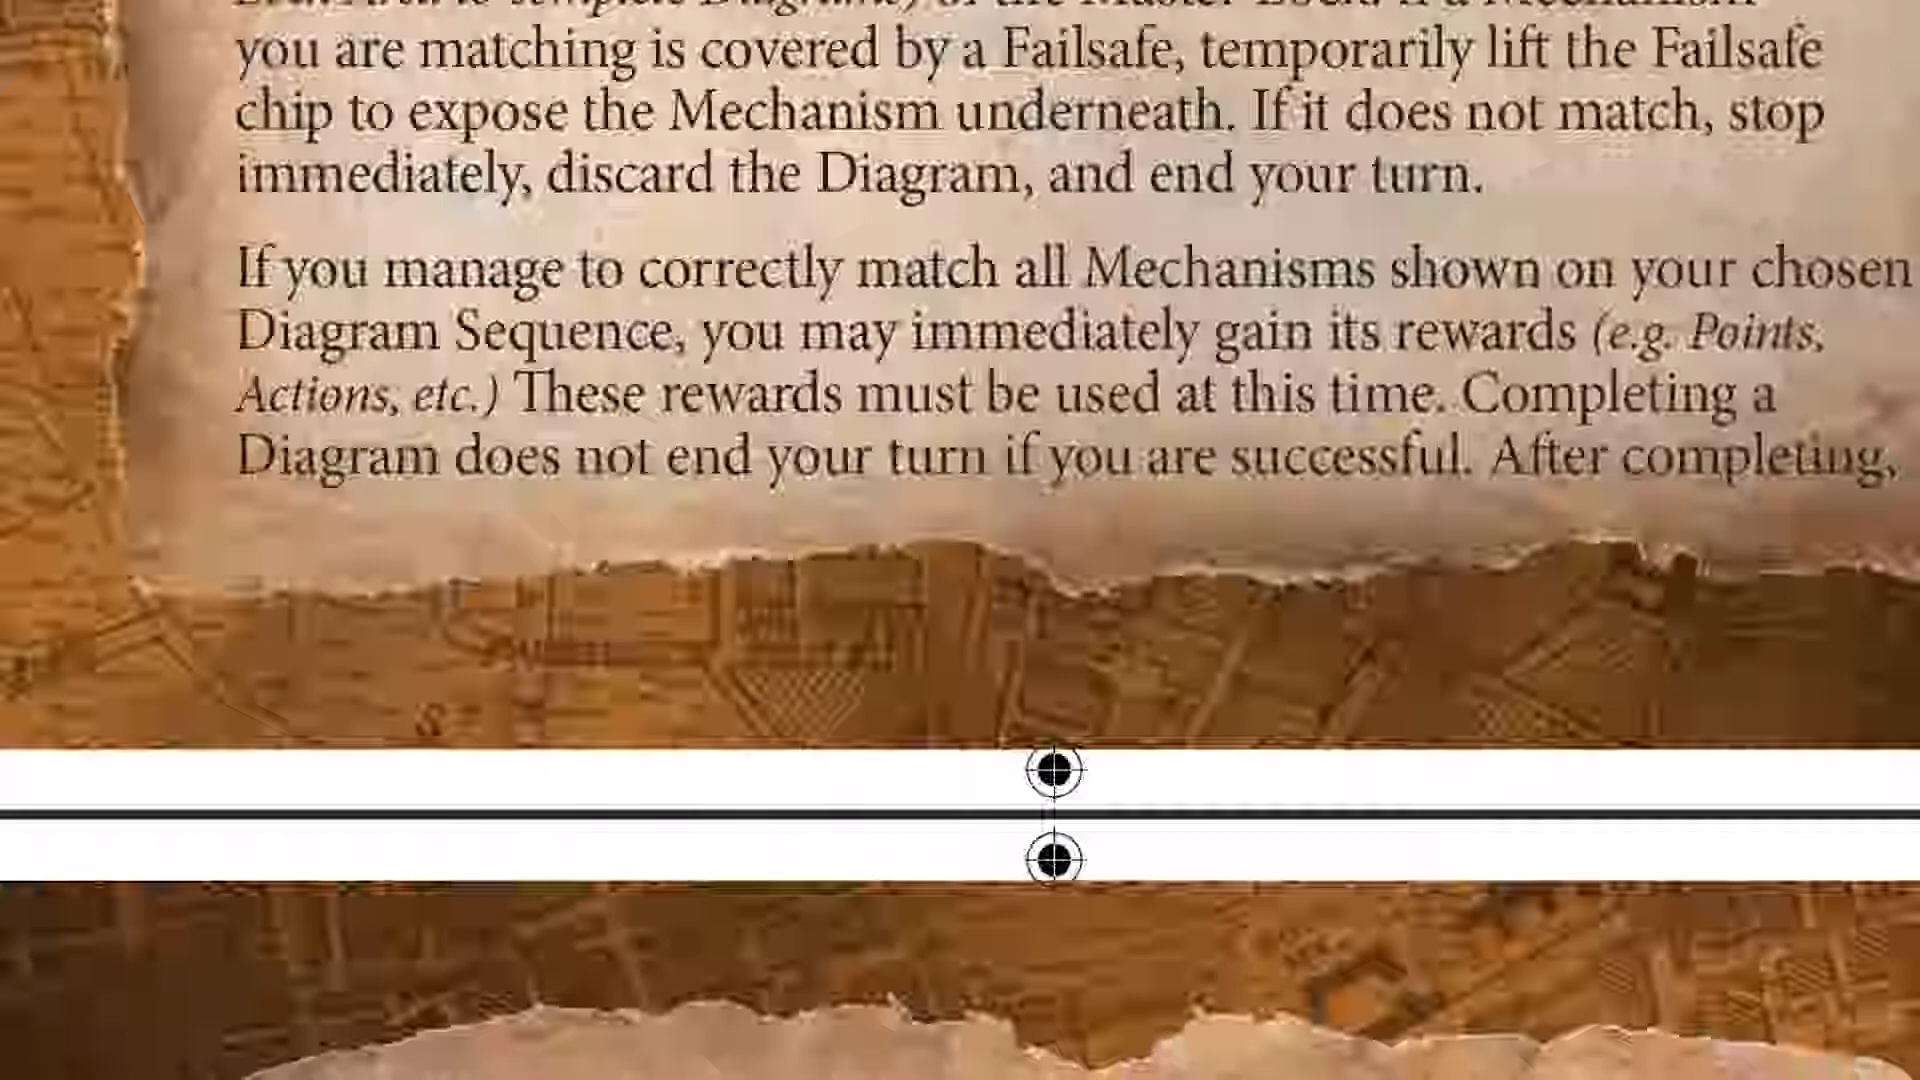 you are matching is covered by a Failsafe, temporarily lift the Failsafe
chip to expose the Mechanism underneath. If it does not match, stop
immediately, discard the Diagram, and end your turn.
If you manage to correctly match all Mechanisms shown on your chosen
Diagram Sequence, you may immediately gain its rewards (e.g. Points,
Actions, etc.) These rewards must be used at this time. Completing a
Diagram does not end your turn if you are successful. After completing,